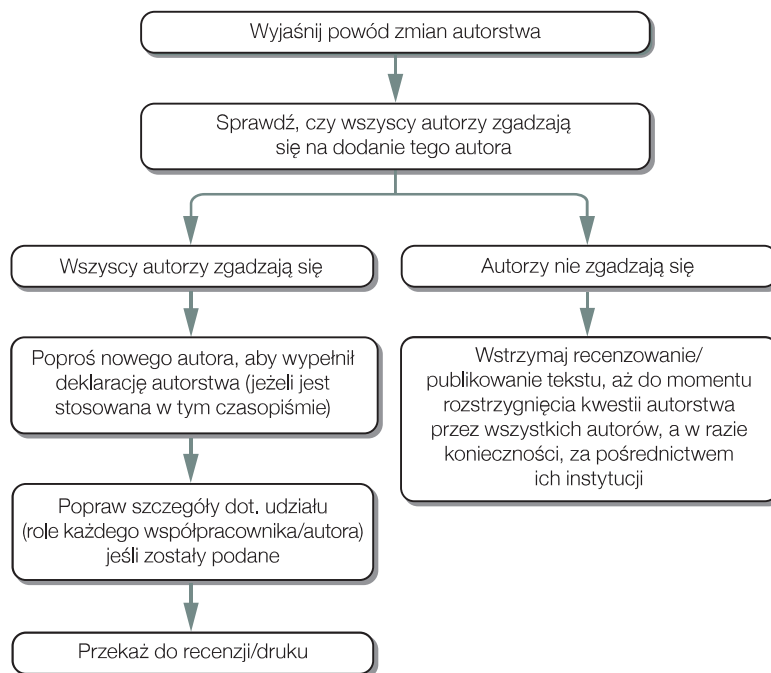 Wyjaśnij powód zmian autorstwa
Sprawdź, czy wszyscy autorzy zgadzają
się na dodanie tego autora
Wszyscy autorzy zgadzają się
Autorzy nie zgadzają się
Poproś nowego autora, aby wypełnił
deklarację autorstwa (jeżeli jest
stosowana w tym czasopiśmie)
Wstrzymaj recenzowanie/
publikowanie tekstu, aż do momentu
rozstrzygnięcia kwestii autorstwa
przez wszystkich autorów, a w razie
konieczności, za pośrednictwem
ich instytucji
Popraw szczegóły dot. udziału
(role każdego współpracownika/autora)
jeśli zostały podane
Przekaż do recenzji/druku